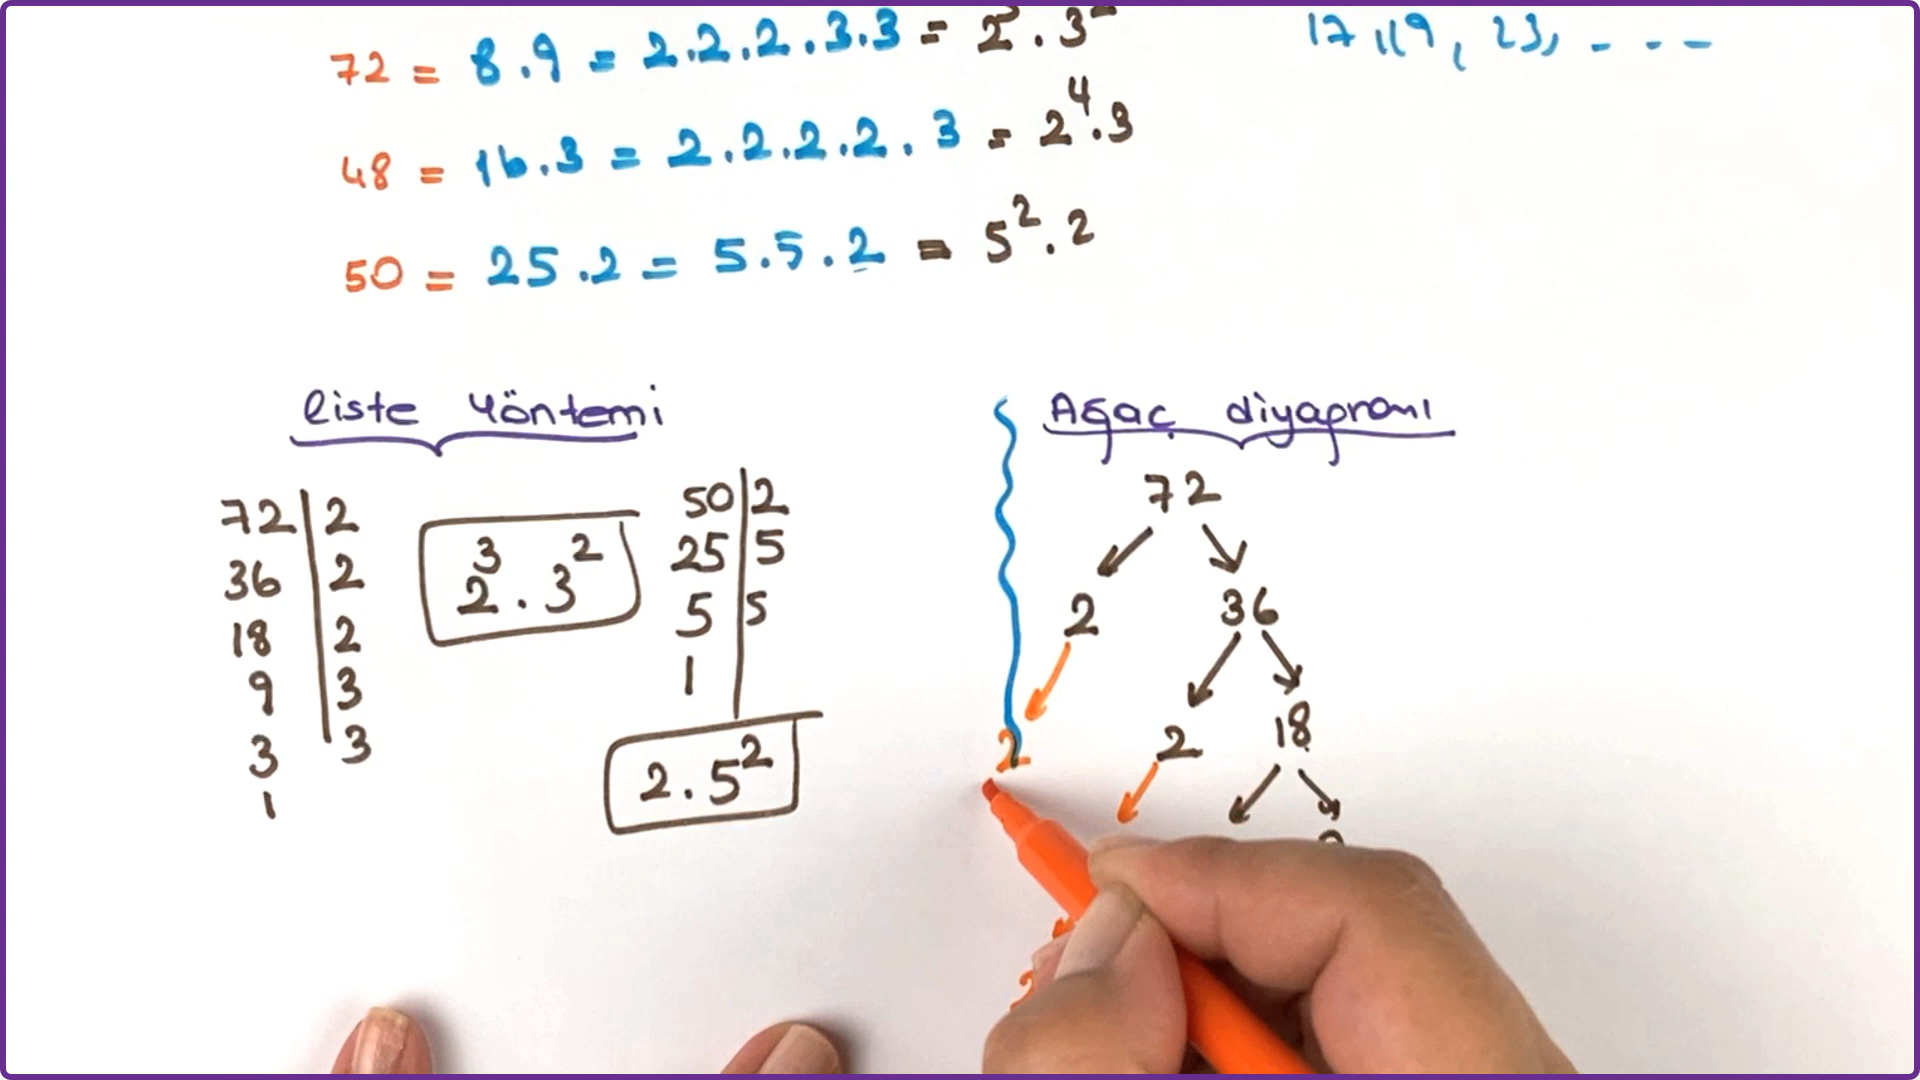 72 = 8.9 = 2.2.2.3.3 = 2 . 3
17, 19, 23, - - -
48 = 16.3 = 2.2.2.2.3 = 2⁴.3
50 = 25.2 = 5.5.2 = 5².2
Liste Yöntemi
72 | 2
36 | 2
18 | 2
9 | 3
3 | 3
1
2³.3²
50 | 2
25 | 5
5 | 5
1
2.5²
Ağaç diyagramı
72
2 36
2 18
2
2